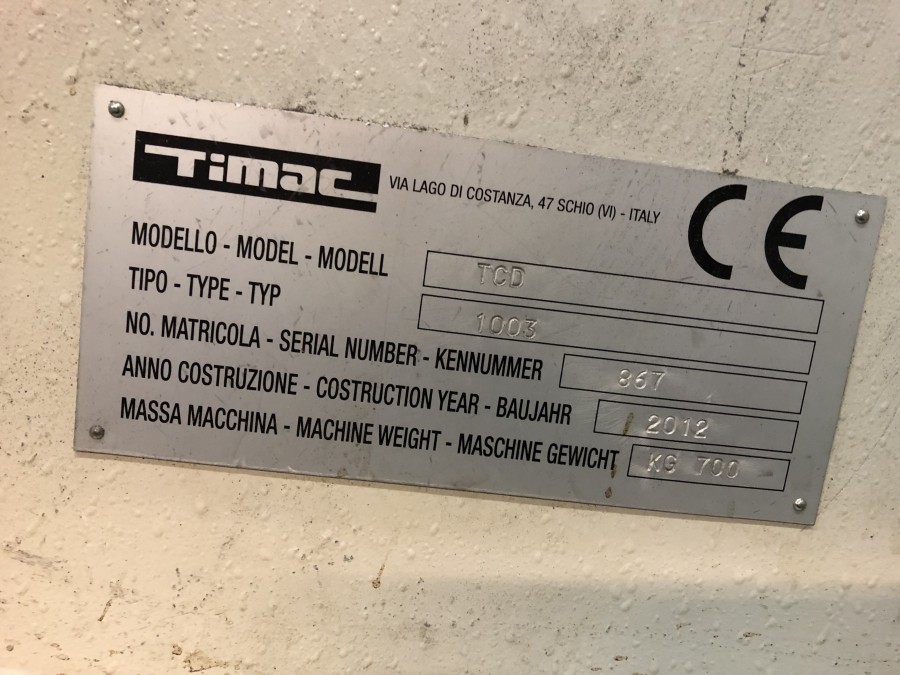 Timac VIA LAGO DI COSTANZA, 47 SCHIO (VI) - ITALY CE
MODELLO - MODEL - MODELL TCD
TIPO - TYPE - TYP 1003
NO. MATRICOLA - SERIAL NUMBER - KENNUMMER 867
ANNO COSTRUZIONE - COSTRUCTION YEAR - BAUJAHR 2012
MASSA MACCHINA - MACHINE WEIGHT - MASCHINE GEWICHT KG 700